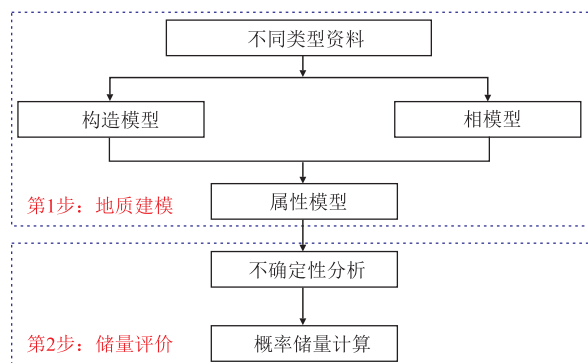 不同类型资料
构造模型
相模型
第1步：地质建模
属性模型
不确定性分析
第2步：储量评价
概率储量计算